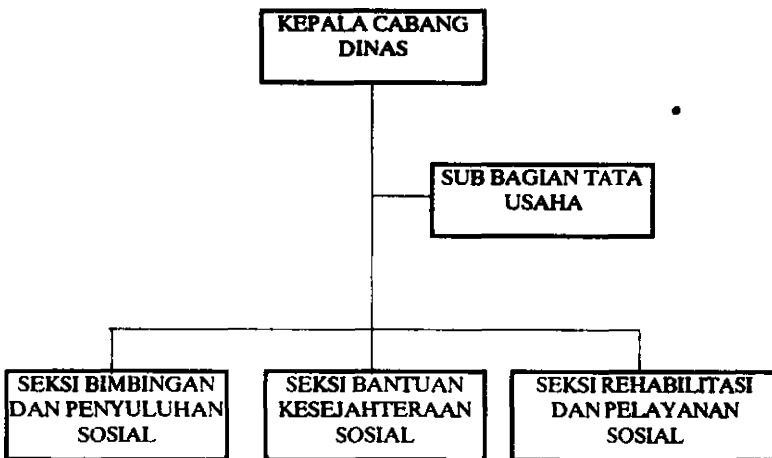 KEPALA CABANG
DINAS
SUB BAGIAN TATA
USAHA
SEKSI BIMBINGAN
DAN PENYULUHAN
SOSIAL
SEKSI BANTUAN
KESEJAHTERAAN
SOSIAL
SEKSI REHABILITASI
DAN PELAYANAN
SOSIAL